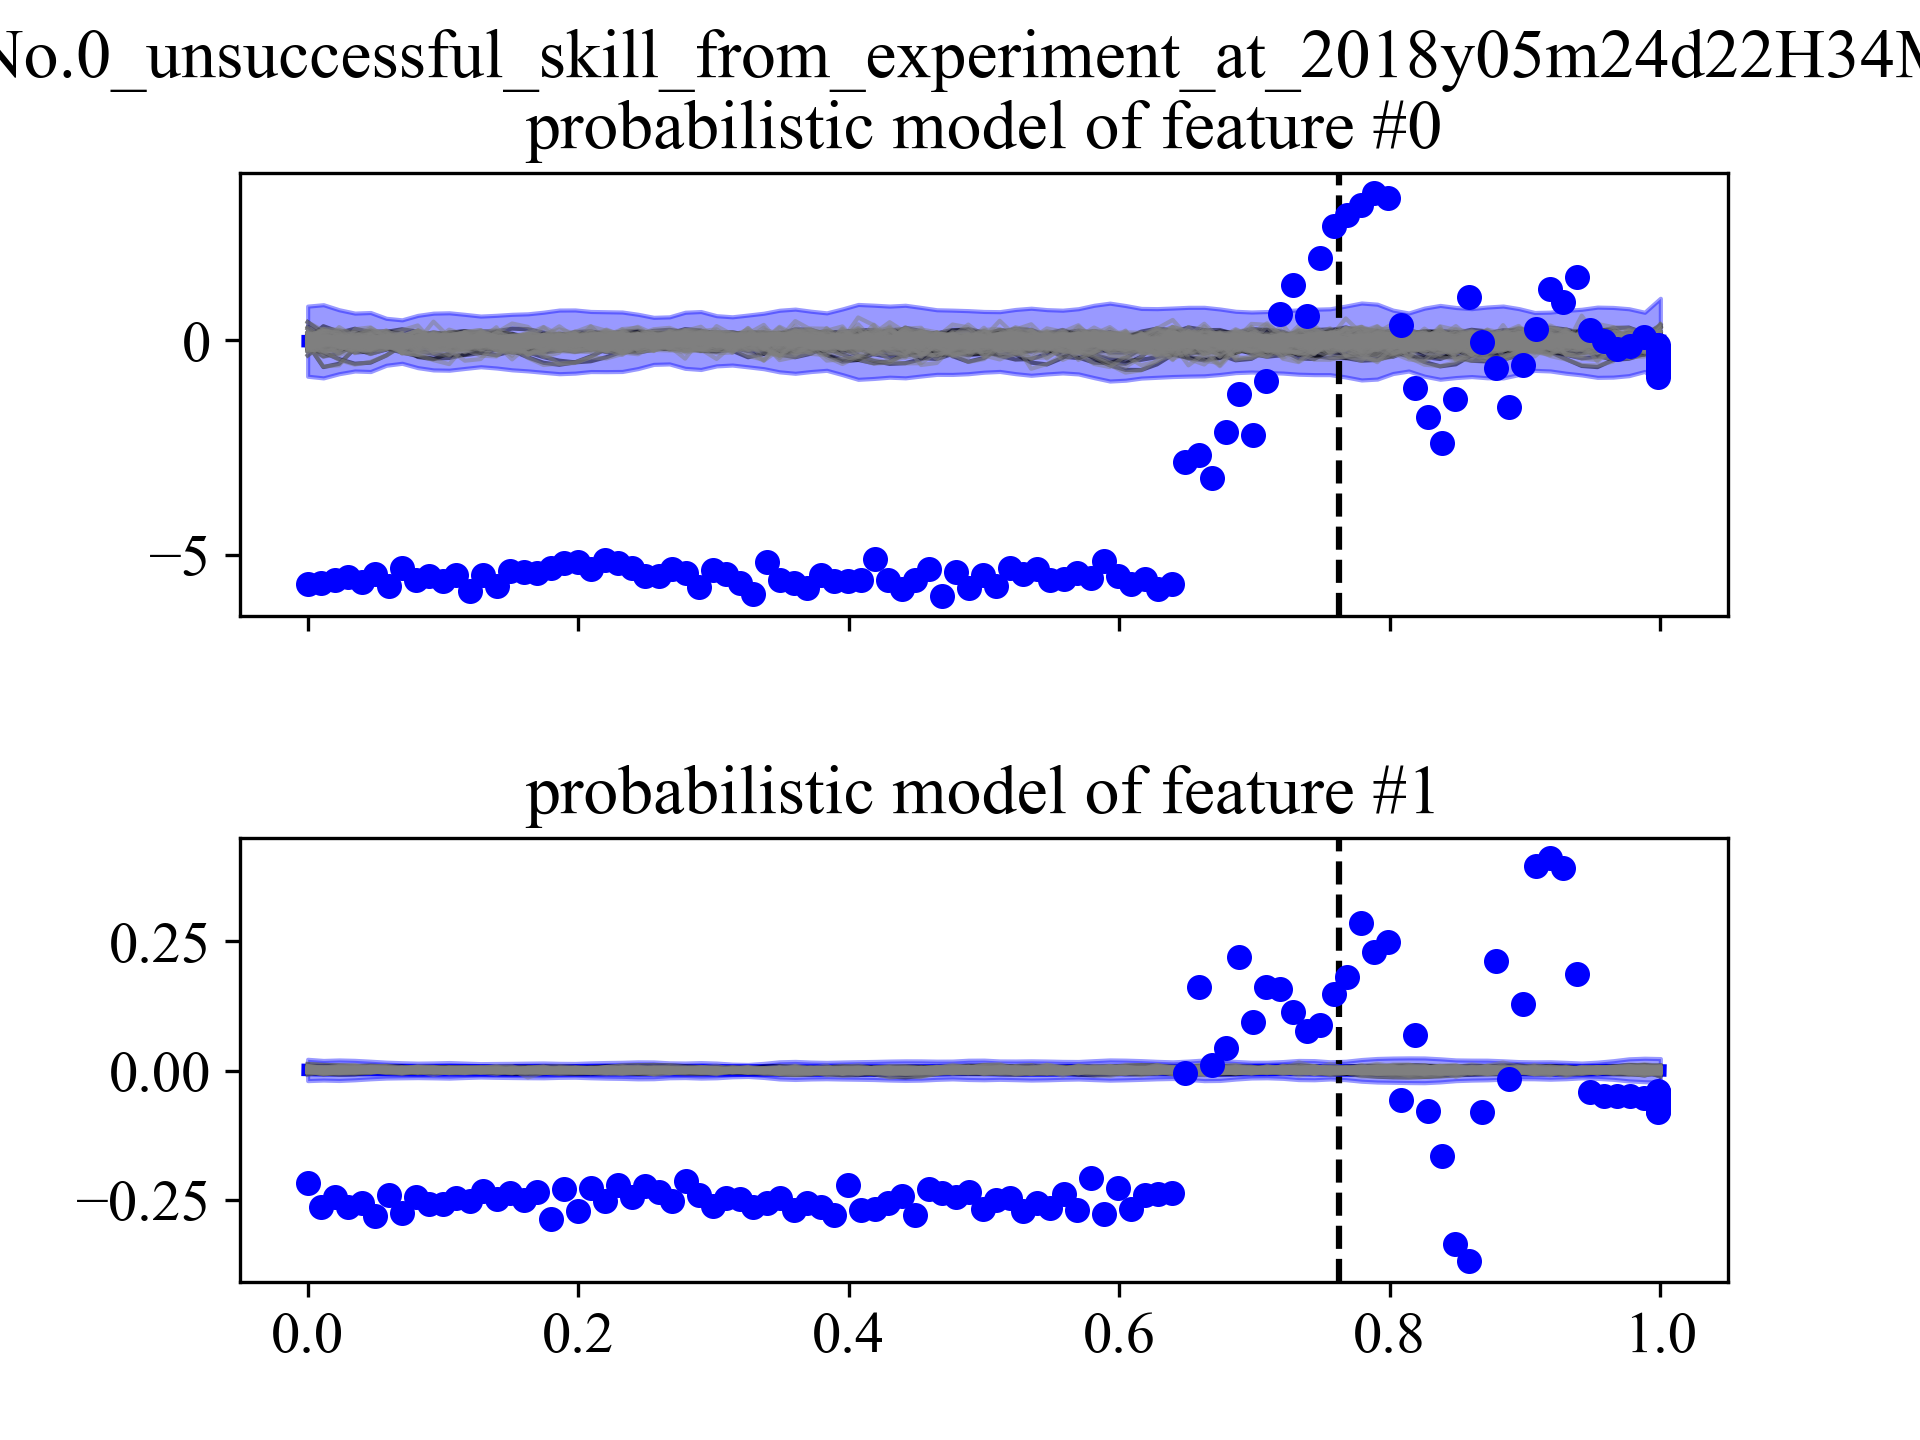 No.0_unsuccessful_skill_from_experiment_at_2018y05m24d22H34M
probabilistic model of feature #0
0
−5
probabilistic model of feature #1
0.25
0.00
−0.25
0.0 0.2 0.4 0.6 0.8 1.0